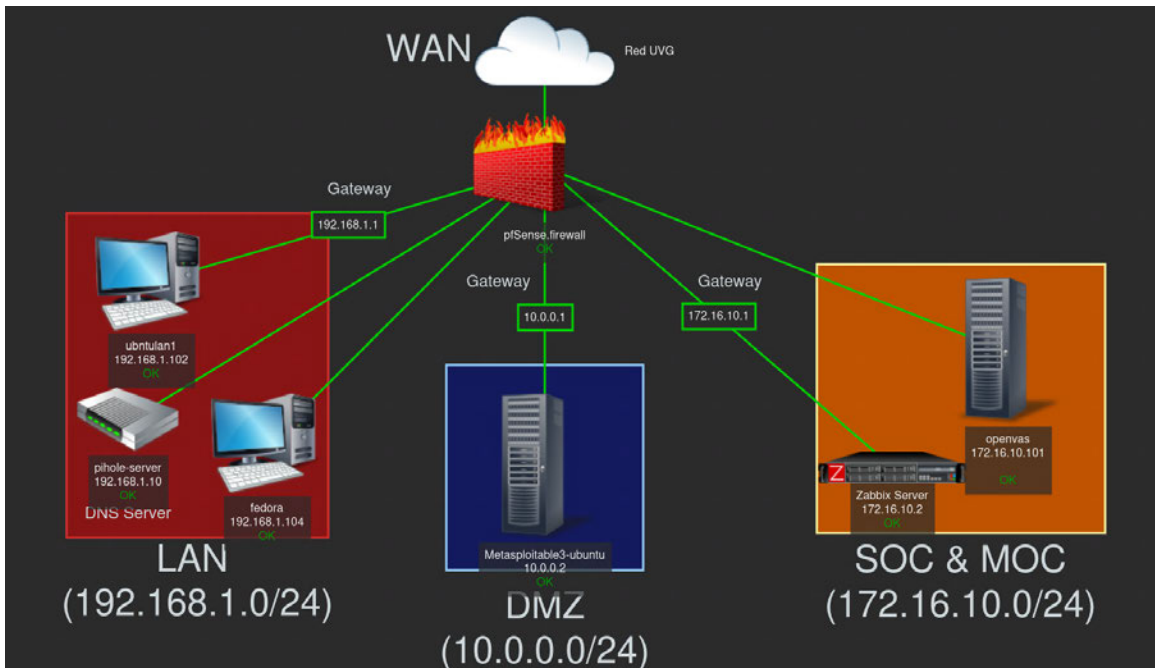 WAN
Red UVG
pfSense.firewall
OK
Gateway
192.168.1.1
Gateway
10.0.0.1
Gateway
172.16.10.1
ubntulan1
192.168.1.102
OK
pihole-server
192.168.1.10
OK
DNS Server
fedora
192.168.1.104
OK
LAN
(192.168.1.0/24)
Metasploitable3-ubuntu
10.0.0.2
OK
DMZ
(10.0.0.0/24)
openvas
172.16.10.101
OK
Z
Zabbix Server
172.16.10.2
OK
SOC & MOC
(172.16.10.0/24)